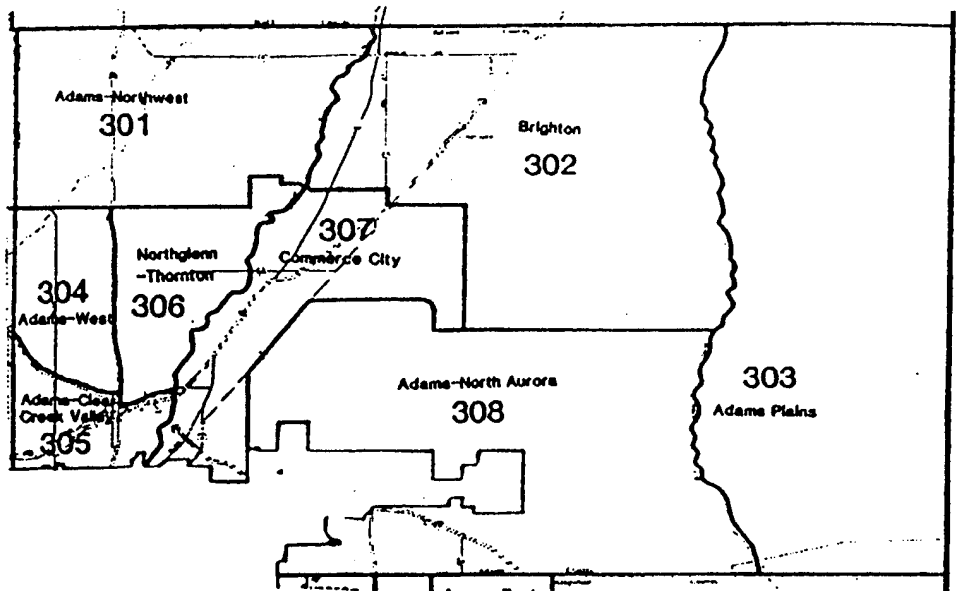 Adams-Northwest
301
Brighton
302
307
Commerce City
Northglenn
-Thornton
306
304
Adams-West
Adams-Clear
Creek Valley
305
Adams-North Aurora
308
303
Adams Plains